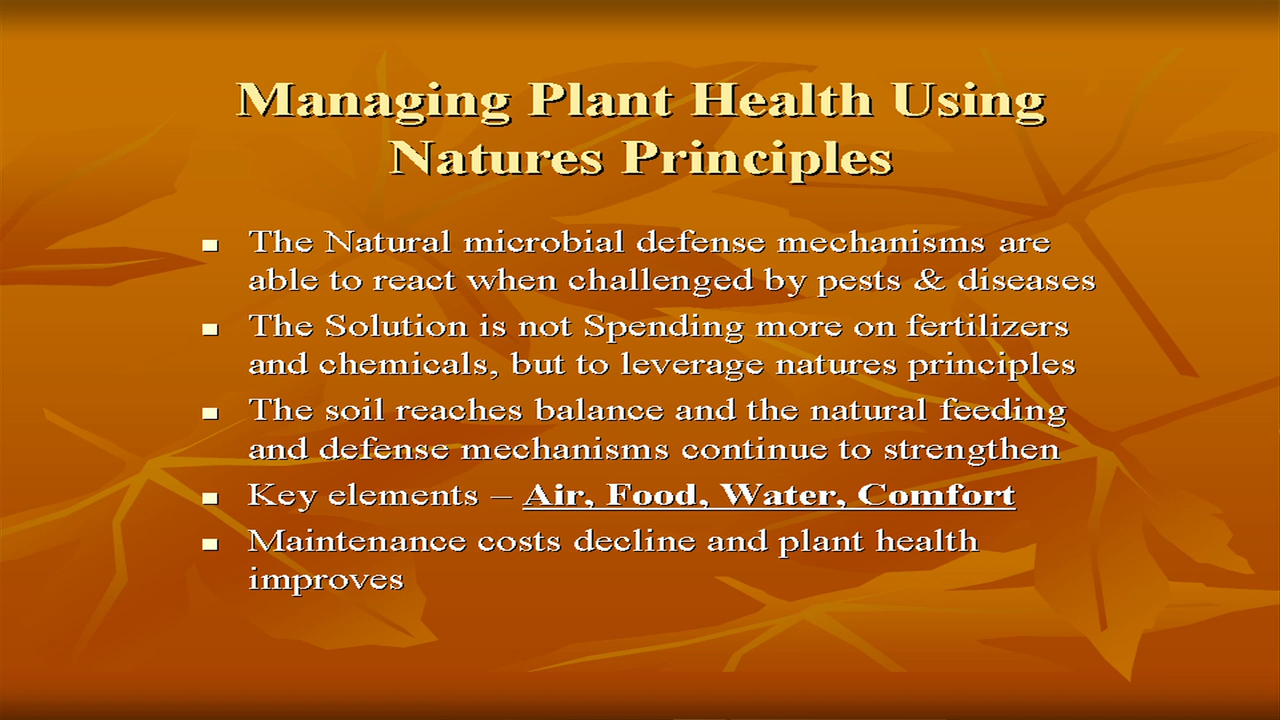 Managing Plant Health Using
Natures Principles
The Natural microbial defense mechanisms are
able to react when challenged by pests & diseases
The Solution is not Spending more on fertilizers
and chemicals, but to leverage natures principles
The soil reaches balance and the natural feeding
and defense mechanisms continue to strengthen
Key elements – Air, Food, Water, Comfort
Maintenance costs decline and plant health
improves